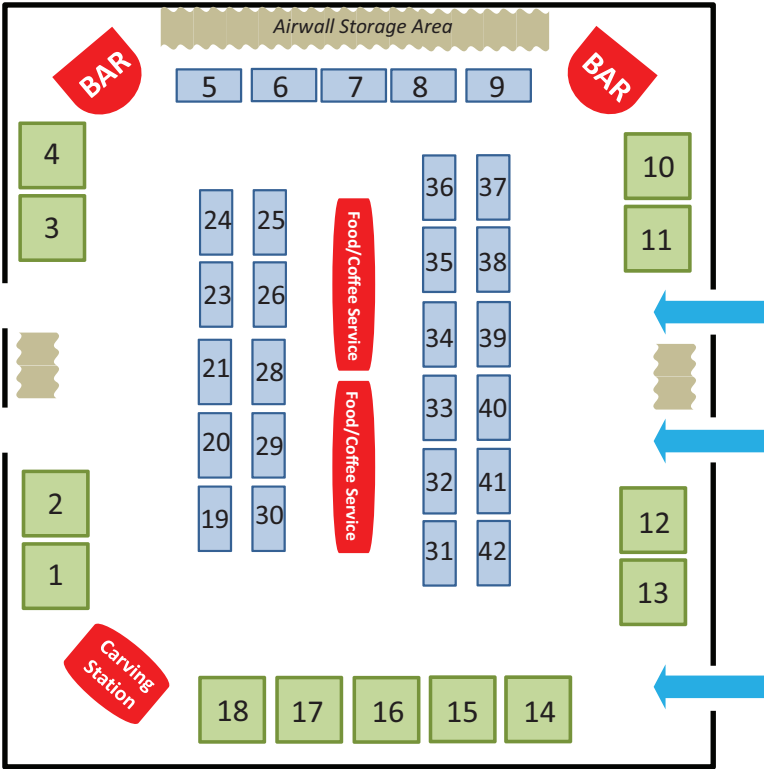 Airwall Storage Area
BAR
BAR
5 6 7 8 9
4
3
10
11
24 25
23 26
21 28
20 29
19 30
Food/Coffee Service
Food/Coffee Service
36 37
35 38
34 39
33 40
32 41
31 42
2
1
12
13
Carving
Station
18 17 16 15 14